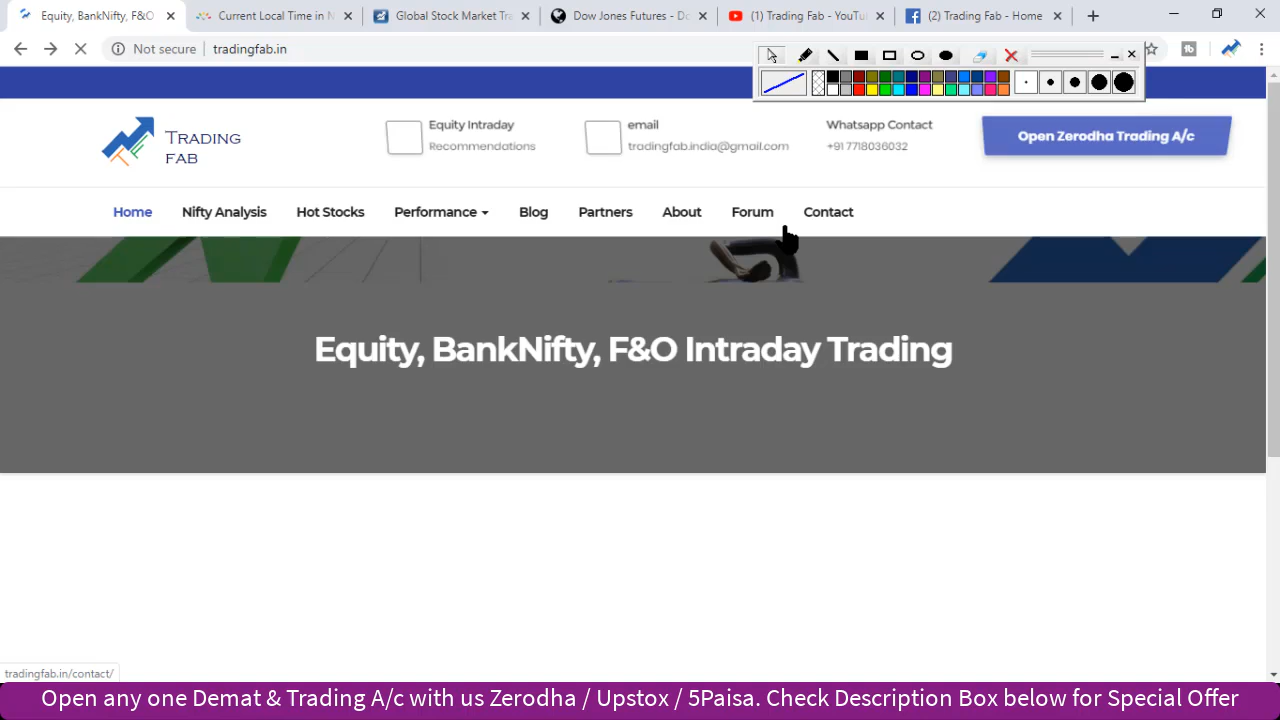 Equity, BankNifty, F&O
Current Local Time in N
Global Stock Market Tra
Dow Jones Futures - Do
(1) Trading Fab - YouTu
(2) Trading Fab - Home
Not secure
tradingfab.in
TRADING
FAB
Equity Intraday
Recommendations
email
tradingfab.india@gmail.com
Whatsapp Contact
+91 7718036032
Open Zerodha Trading A/c
Home
Nifty Analysis
Hot Stocks
Performance
Blog
Partners
About
Forum
Contact
Equity, BankNifty, F&O Intraday Trading
tradingfab.in/contact/
Open any one Demat & Trading A/c with us Zerodha / Upstox / 5Paisa. Check Description Box below for Special Offer